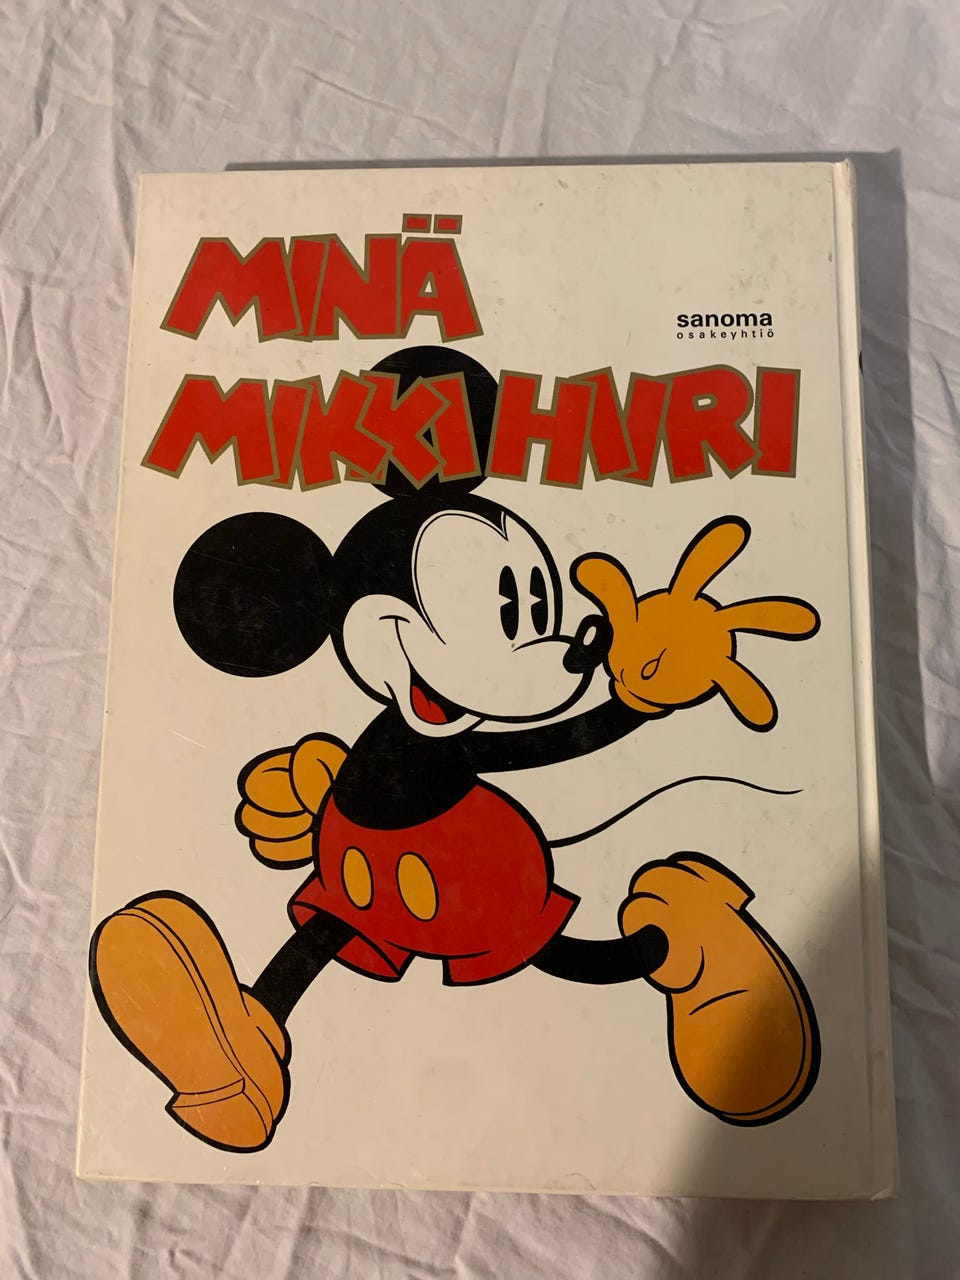 MINÄ
sanoma
osakeyhtiö
MIKKI HIIRI